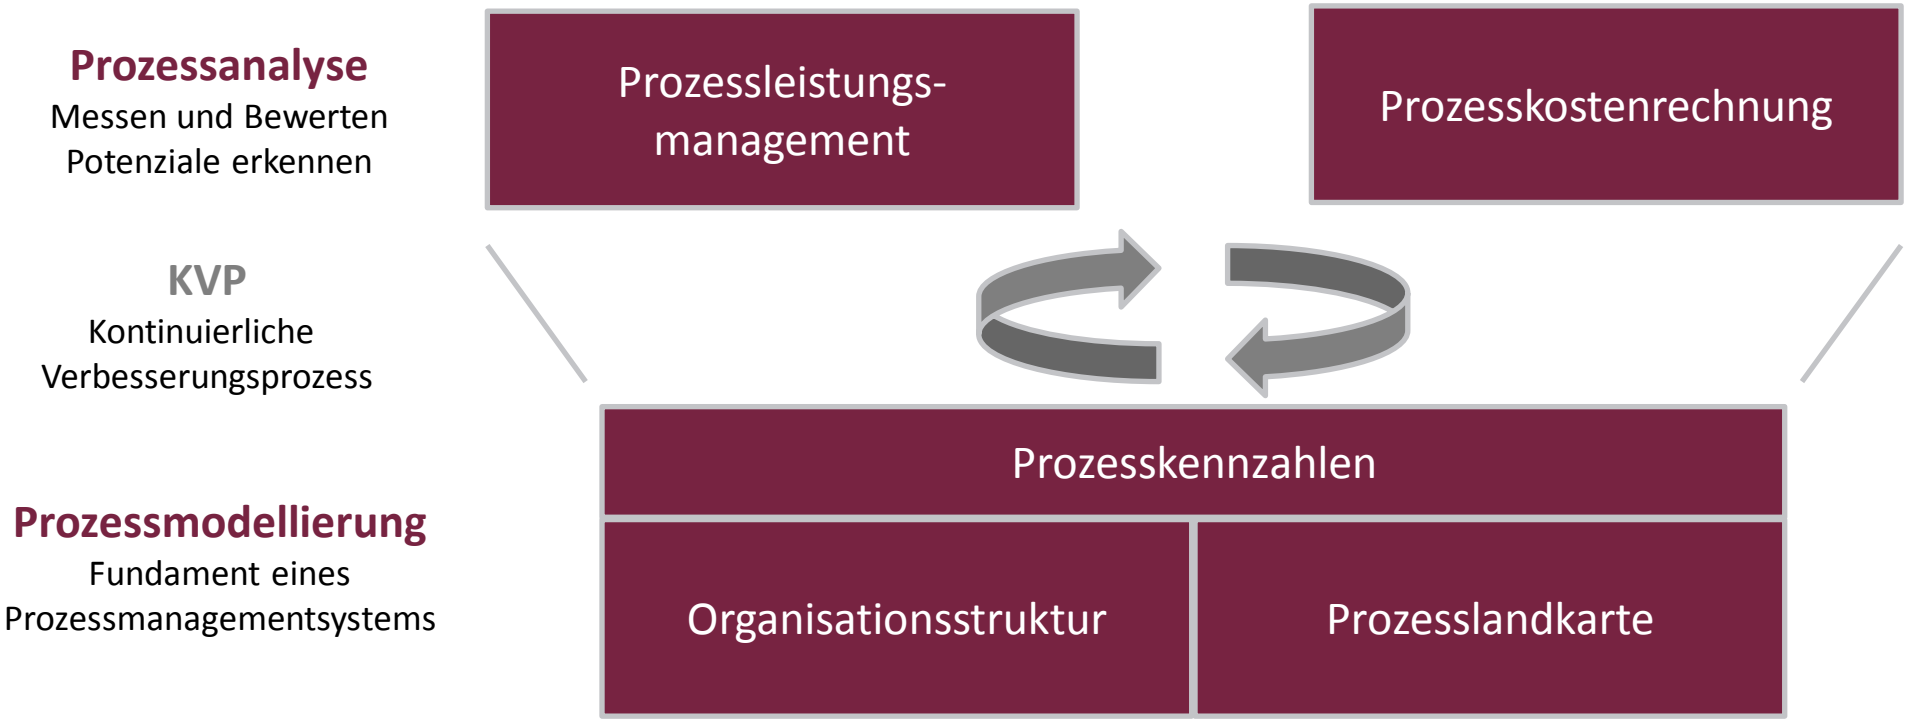 Prozessanalyse
Messen und Bewerten
Potenziale erkennen
Prozessleistungs-
management
Prozesskostenrechnung
KVP
Kontinuierliche
Verbesserungsprozess
Prozessmodellierung
Fundament eines
Prozessmanagementsystems
Prozesskennzahlen
Organisationsstruktur
Prozesslandkarte